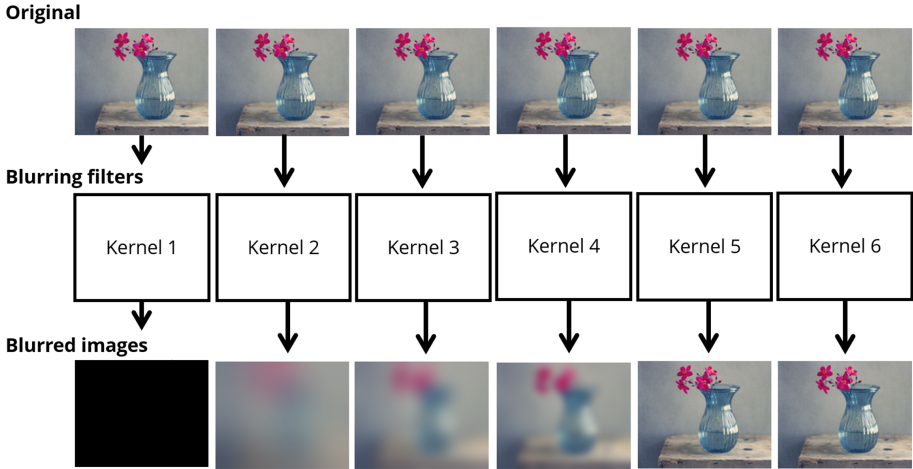 Original
Blurring filters
Kernel 1
Kernel 2
Kernel 3
Kernel 4
Kernel 5
Kernel 6
Blurred images